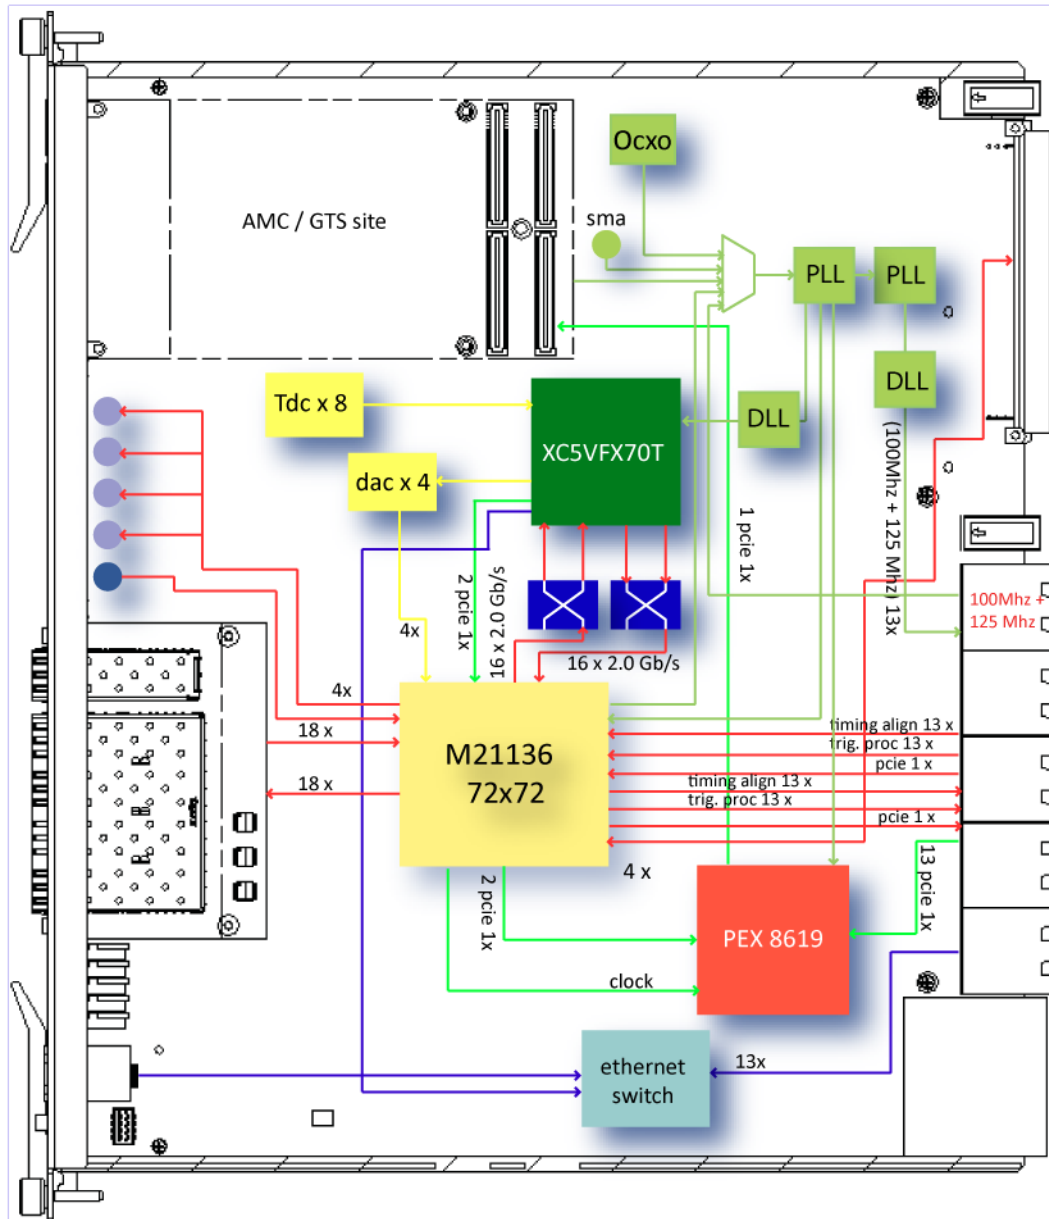 Ocxo
AMC / GTS site
sma
PLL
PLL
DLL
Tdc x 8
DLL
XC5VFX70T
(100Mhz + 125 Mhz) 13x
dac x 4
1 pcie 1x
2 pcie 1x
16 x 2.0 Gb/s
100Mhz +
125 Mhz
4x
16 x 2.0 Gb/s
4x
18 x
timing align 13 x
trig. proc 13 x
pcie 1 x
M21136
72x72
18 x
timing align 13 x
trig. proc 13 x
pcie 1 x
4 x
2 pcie 1x
13 pcie 1x
PEX 8619
clock
ethernet
switch
13x